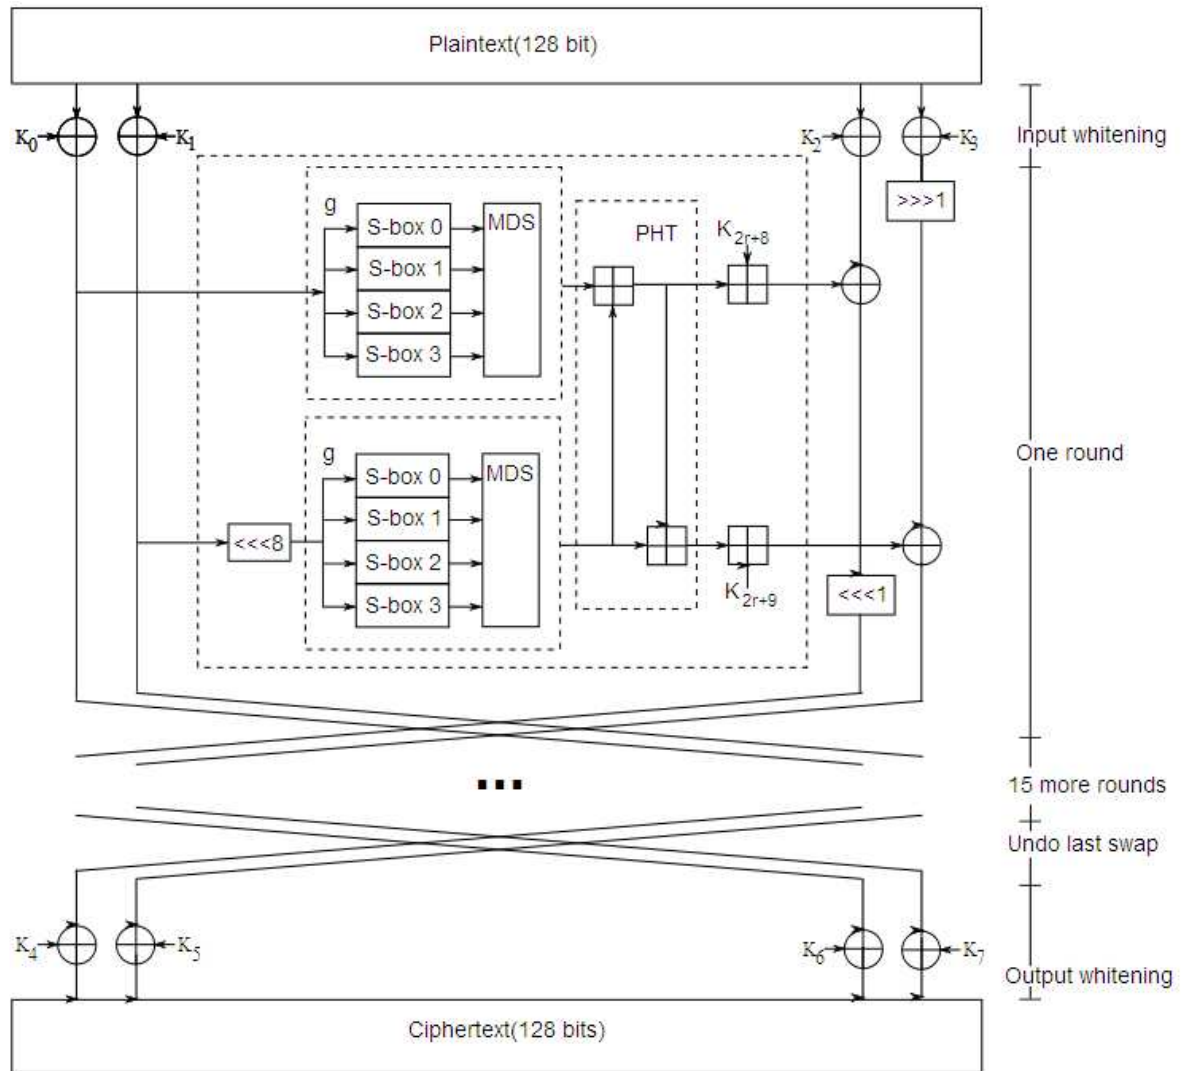 Plaintext(128 bit)
K0 K1 K2 K3 Input whitening
>>>1
g MDS PHT K2r+8
S-box 0
S-box 1
S-box 2
S-box 3
One round
g MDS
S-box 0
S-box 1
<<<8
S-box 2
S-box 3
K2r+9
<<<1
...
15 more rounds
Undo last swap
K4 K5 K6 K7
Output whitening
Ciphertext(128 bits)